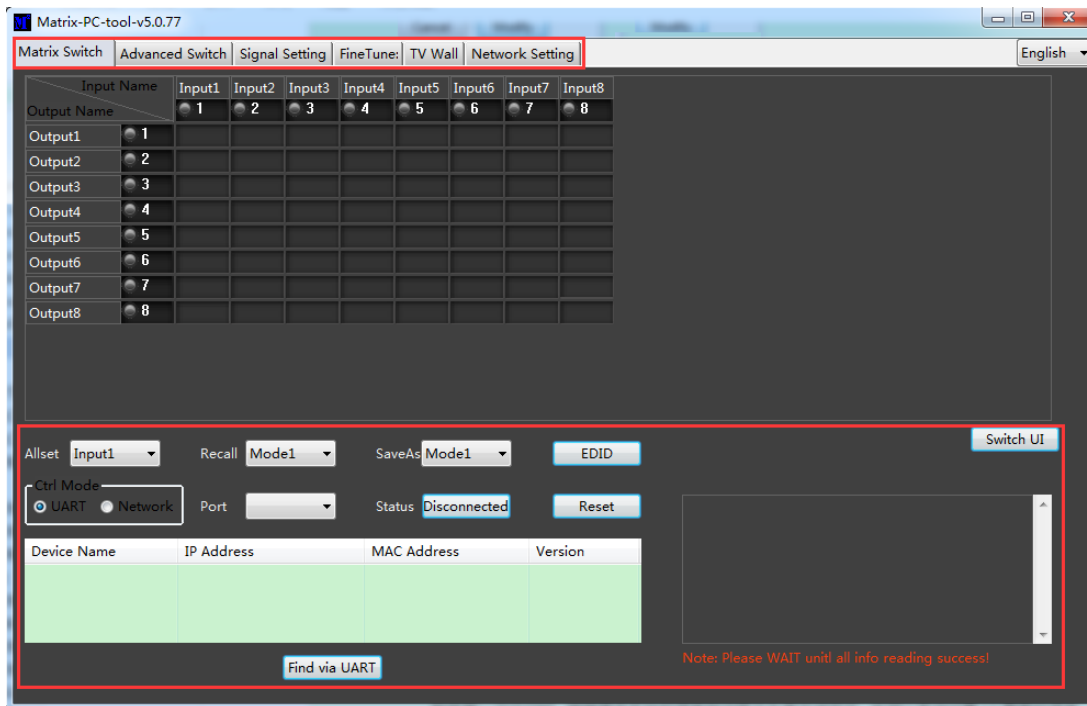 Matrix-PC-tool-v5.0.77
Matrix Switch Advanced Switch Signal Setting FineTune: TV Wall Network Setting English
Input Name Input1 Input2 Input3 Input4 Input5 Input6 Input7 Input8
Output Name 1 2 3 4 5 6 7 8
Output1 1
Output2 2
Output3 3
Output4 4
Output5 5
Output6 6
Output7 7
Output8 8
Switch UI
Allset Input1 Recall Mode1 SaveAs Mode1 EDID
Ctrl Mode
UART Network Port Status Disconnected Reset
Device Name IP Address MAC Address Version
Find via UART
Note: Please WAIT unitl all info reading success!